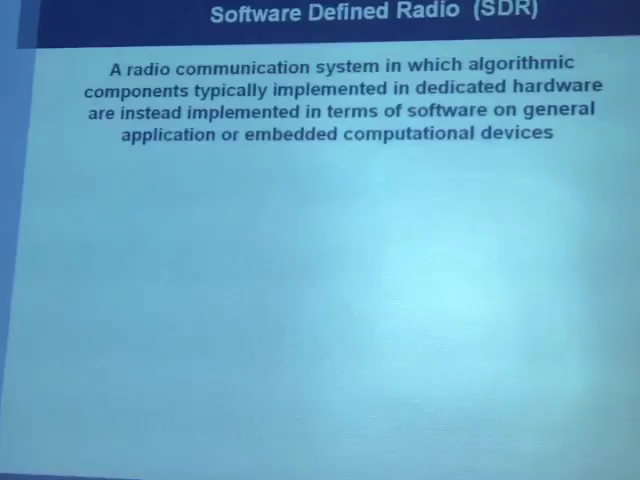 Software Defined Radio (SDR)
A radio communication system in which algorithmic
components typically implemented in dedicated hardware
are instead implemented in terms of software on general
application or embedded computational devices